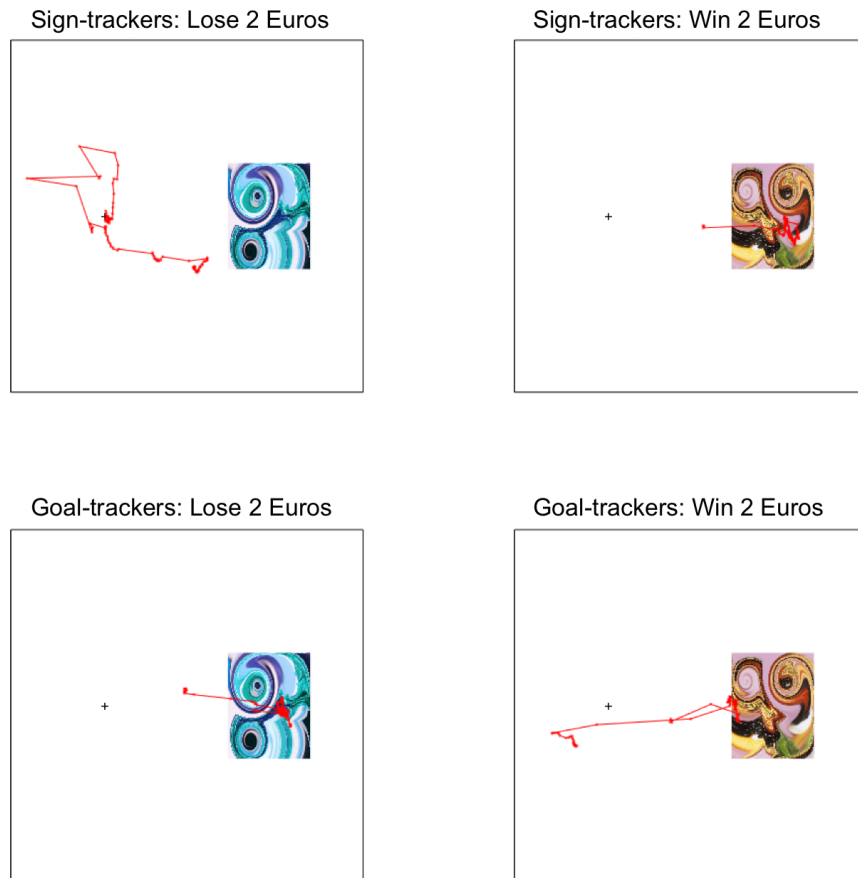 Sign-trackers: Lose 2 Euros
Sign-trackers: Win 2 Euros
Goal-trackers: Lose 2 Euros
Goal-trackers: Win 2 Euros